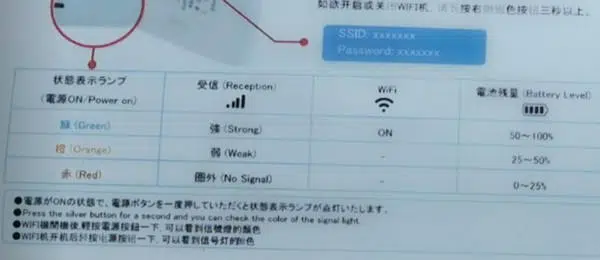 如欲开启或关闭WIFI机, 请长按右侧银色按钮三秒以上。
SSID: xxxxxxx
Password: xxxxxxx
状態表示ランプ 受信 (Reception) WiFi 電池残量 (Battery Level)
(電源ON/Power on)
緑 (Green) 強 (Strong) ON 50~100%
橙 (Orange) 弱 (Weak) - 25~50%
赤 (Red) 圏外 (No Signal) - 0~25%
●電源がONの状態で、電源ボタンを一度押していただくと状態表示ランプが点灯いたします。
●Press the silver button for a second and you can check the color of the signal light.
●WIFI機開機後, 輕按電源按鈕一下, 可以看到信號燈的顏色
●WIFI机开机后轻按电源按钮一下, 可以看到信号灯的颜色